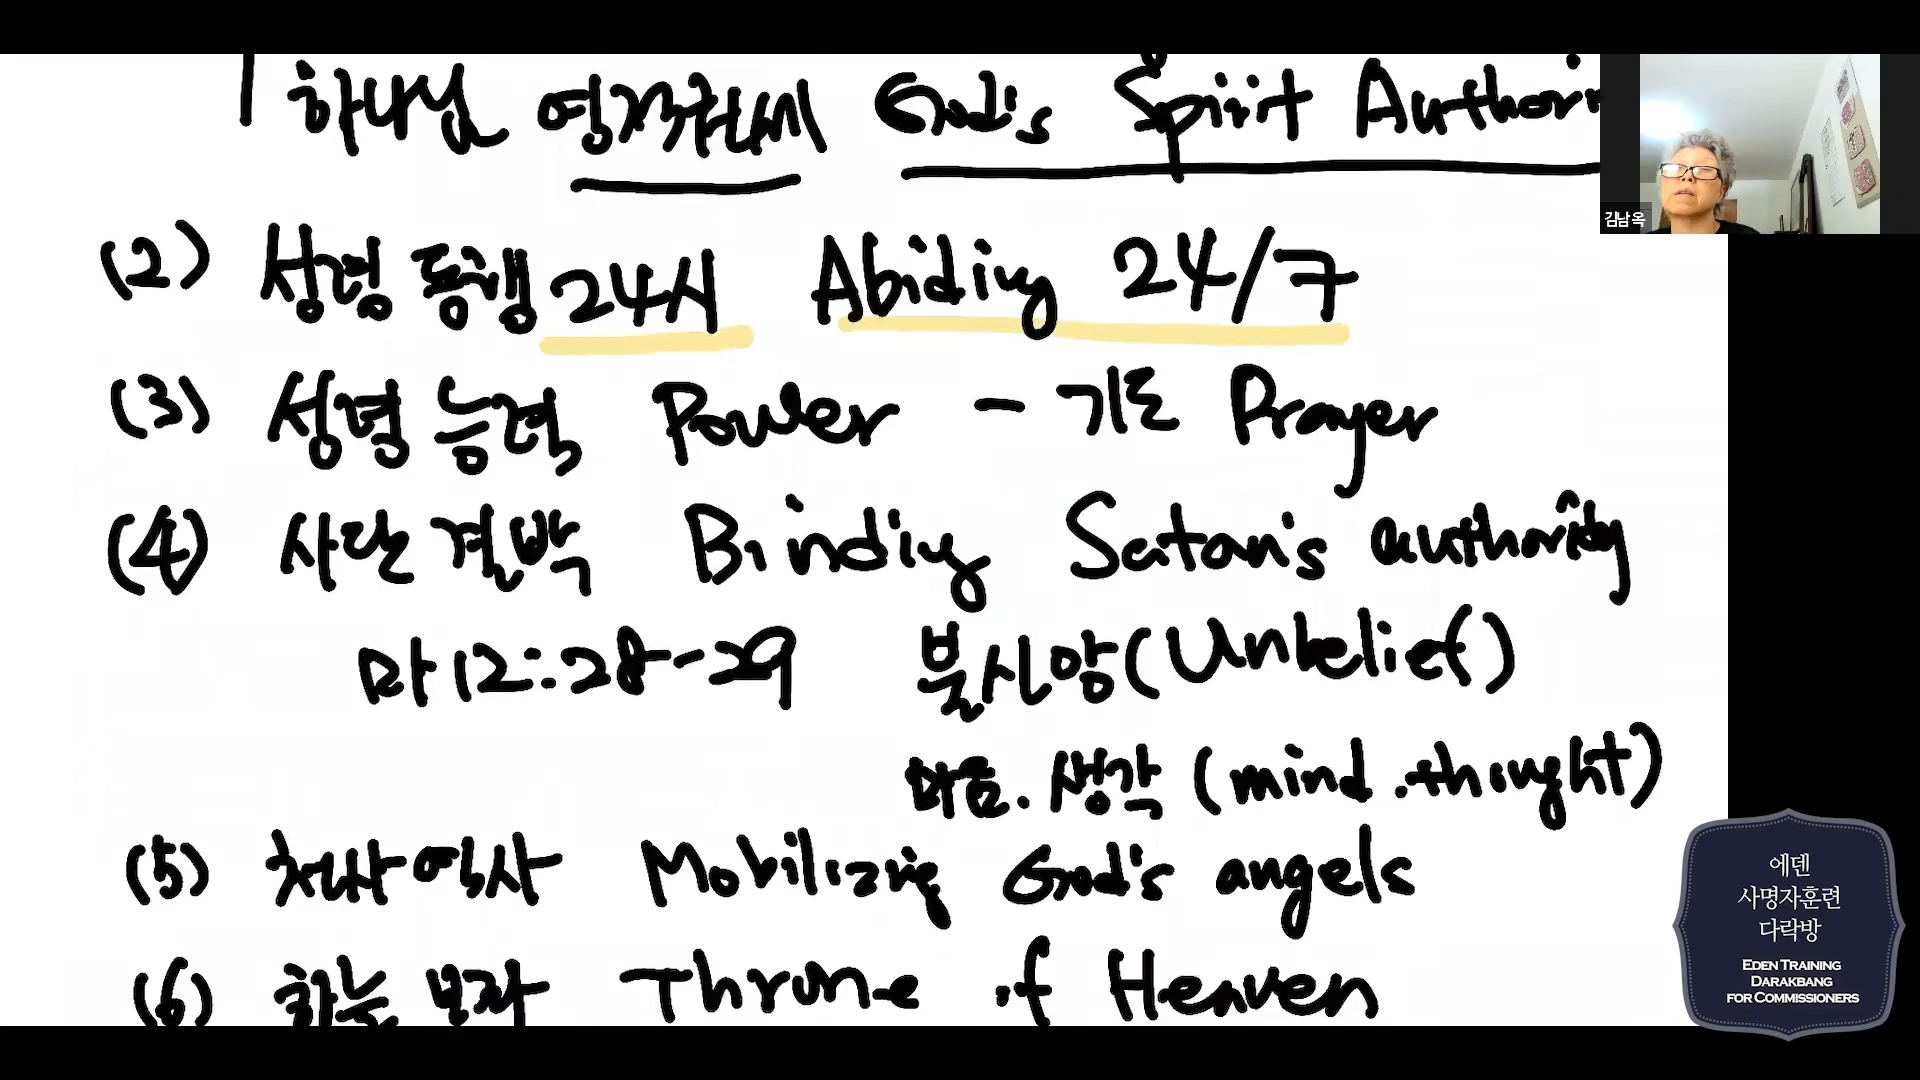 하나님 영적권세 God's Spirit Authori
김남옥
(2) 성령 동행 24시 Abiding 24/7
(3) 성령 능력 Power - 기도 Prayer
(4) 사단 결박 Binding Satan's authority
마 12:28-29 불신앙 (Unbelief)
마음. 생각 (mind. thought)
(5) 천사 역사 Mobilizing God's angels
(6) 하늘 보좌 Throne of Heaven
에덴
사명자훈련
다락방
EDEN TRAINING
DARAKBANG
FOR COMMISSIONERS